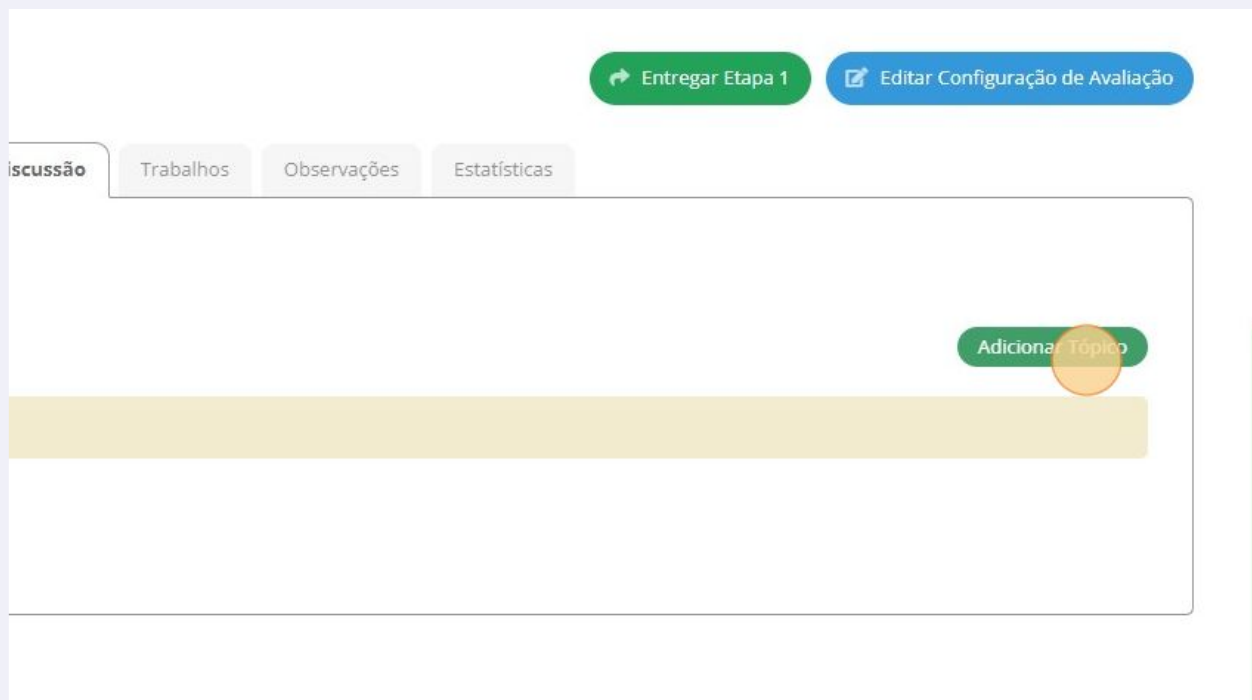 Entregar Etapa 1
Editar Configuração de Avaliação
iscussão
Trabalhos
Observações
Estatísticas
Adicionar Tópico